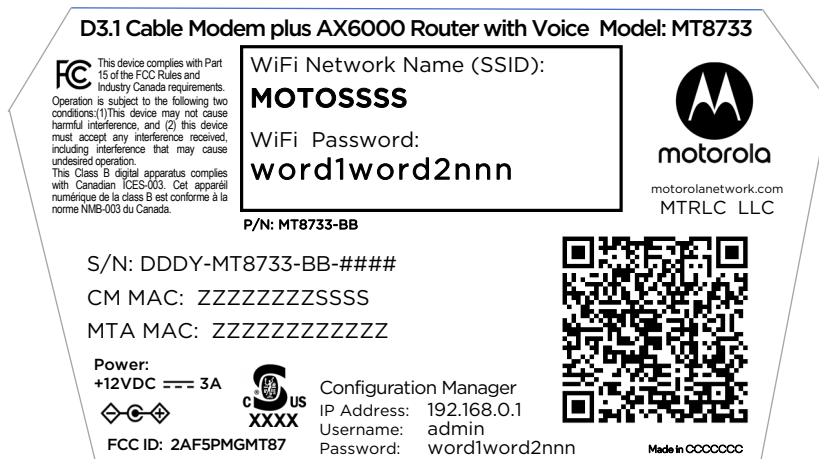 D3.1 Cable Modem plus AX6000 Router with Voice Model: MT8733
FC
This device complies with Part
15 of the FCC Rules and
Industry Canada requirements.
Operation is subject to the following two
conditions:(1)This device may not cause
harmful interference, and (2) this device
must accept any interference received,
including interference that may cause
undesired operation.
This Class B digital apparatus complies
with Canadian ICES-003. Cet appareil
numérique de la class B est conforme à la
norme NMB-003 du Canada.
WiFi Network Name (SSID):
MOTOSSSS
WiFi Password:
word1word2nnn
P/N: MT8733-BB
motorola
motorolanetwork.com
MTRLC LLC
S/N: DDDY-MT8733-BB-####
CM MAC: ZZZZZZZZSSSS
MTA MAC: ZZZZZZZZZZZZ
Power:
+12VDC 3A
FCC ID: 2AF5PMGMT87
C US
®
XXXX
Configuration Manager
IP Address: 192.168.0.1
Username: admin
Password: word1word2nnn
Made in CCCCCCC